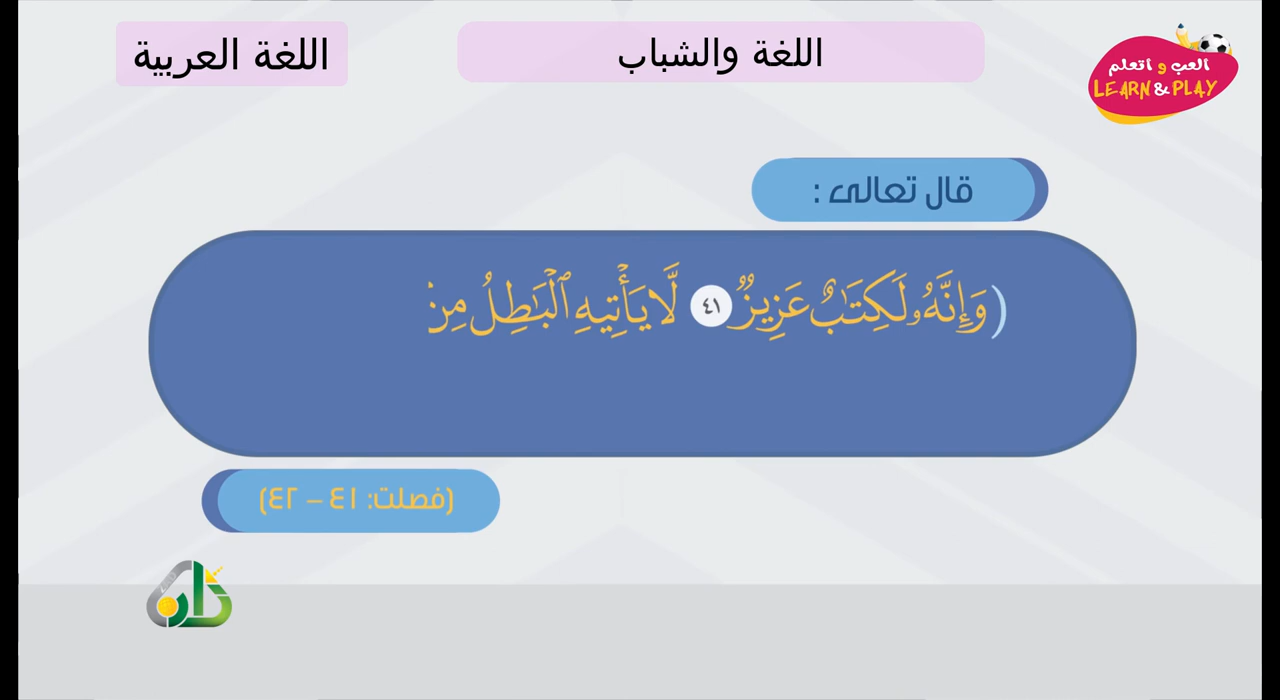 اللغة العربية
اللغة والشباب
العب و اتعلم
LEARN & PLAY
قال تعالى :
(وَإِنَّهُۥ لَكِتَٰبٌ عَزِيزٌ ٤١ لَّا يَأْتِيهِ ٱلْبَٰطِلُ مِنۢ
(فصلت: ٤١ – ٤٢)